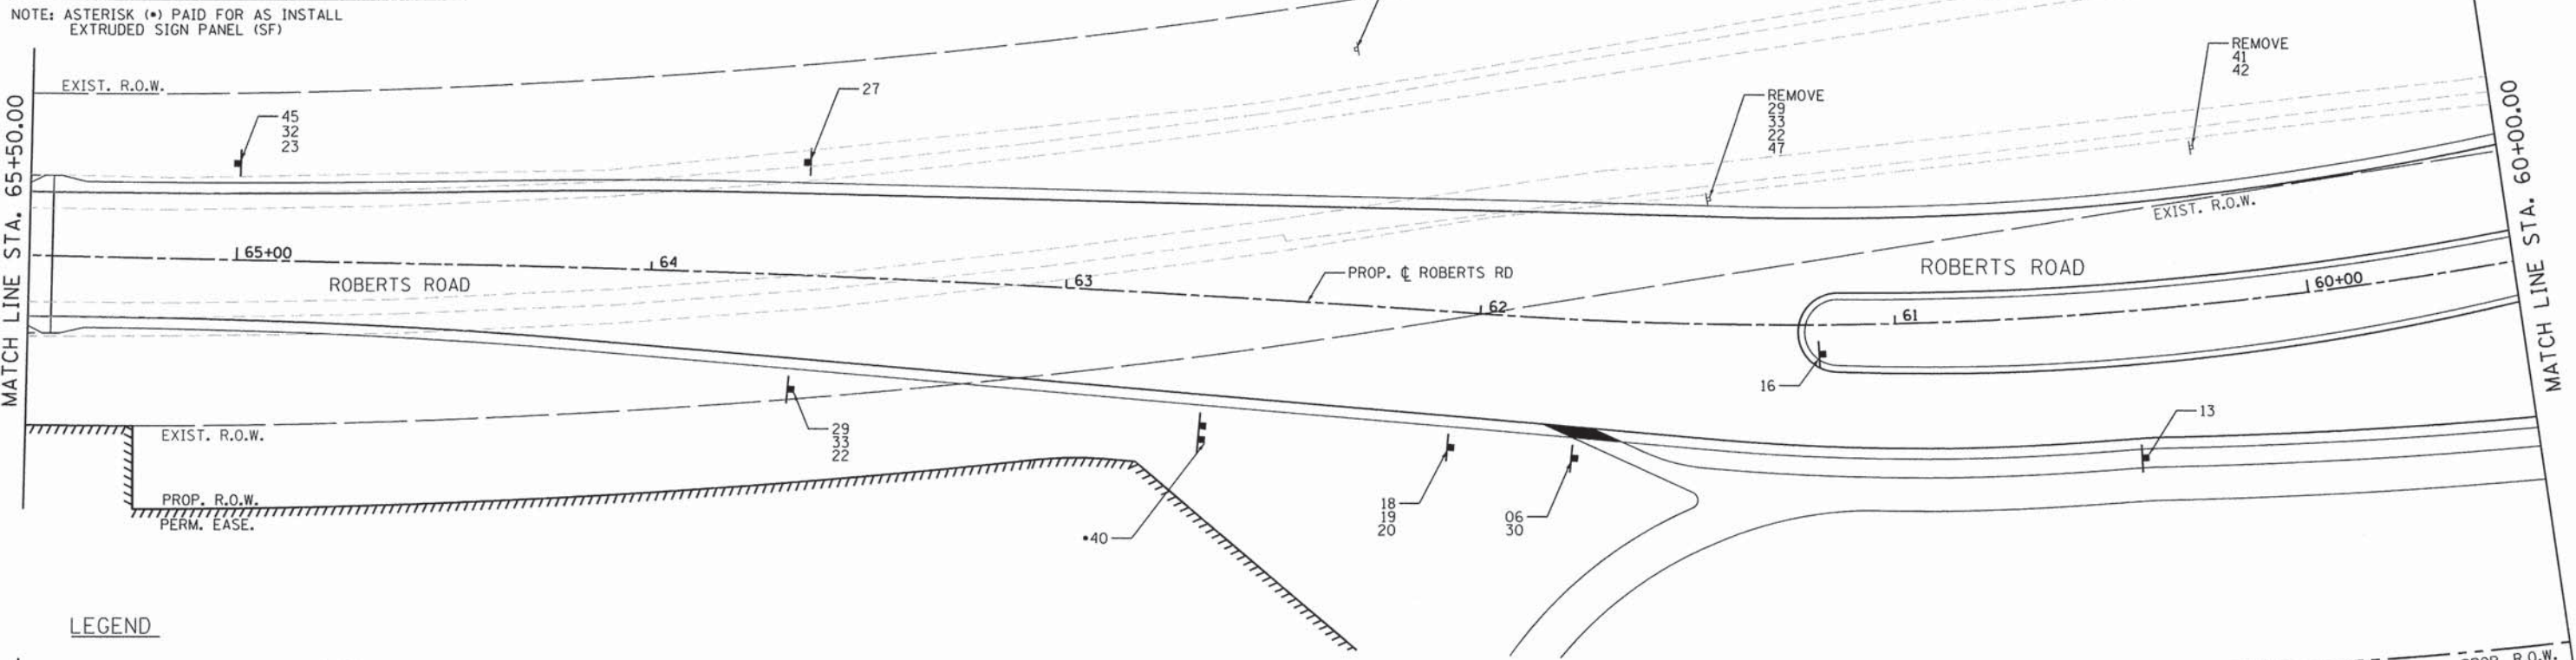 NOTE: ASTERISK (*) PAID FOR AS INSTALL
EXTRUDED SIGN PANEL (SF)
EXIST. R.O.W.
45
32
23
27
REMOVE
29
33
22
47
REMOVE
41
42
MATCH LINE STA. 65+50.00
MATCH LINE STA. 60+00.00
EXIST. R.O.W.
65+00
64
63
62
61
60+00
ROBERTS ROAD
PROP. ℄ ROBERTS RD
ROBERTS ROAD
16
13
EXIST. R.O.W.
29
33
22
PROP. R.O.W.
PERM. EASE.
*40
18
19
20
06
30
LEGEND
PROP. R.O.W.